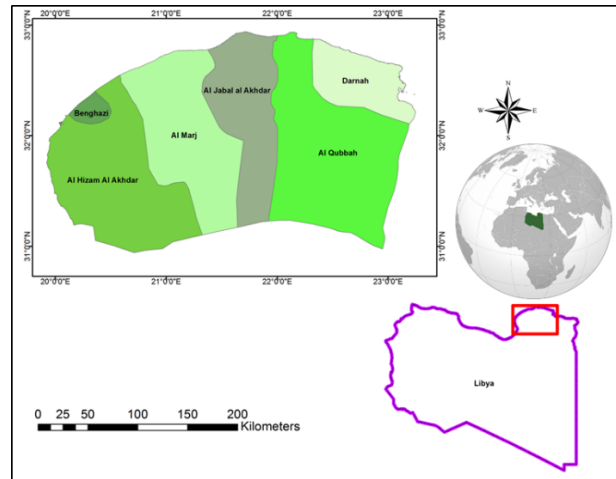 20°0'0"E 21°0'0"E 22°0'0"E 23°0'0"E
33°0'0"N
33°0'0"N
Al Jabal al Akhdar
Darnah
Benghazi
Al Marj
32°0'0"N
32°0'0"N
Al Qubbah
Al Hizam Al Akhdar
31°0'0"N
31°0'0"N
20°0'0"E 21°0'0"E 22°0'0"E 23°0'0"E
N
W E
S
Libya
0 25 50 100 150 200
Kilometers